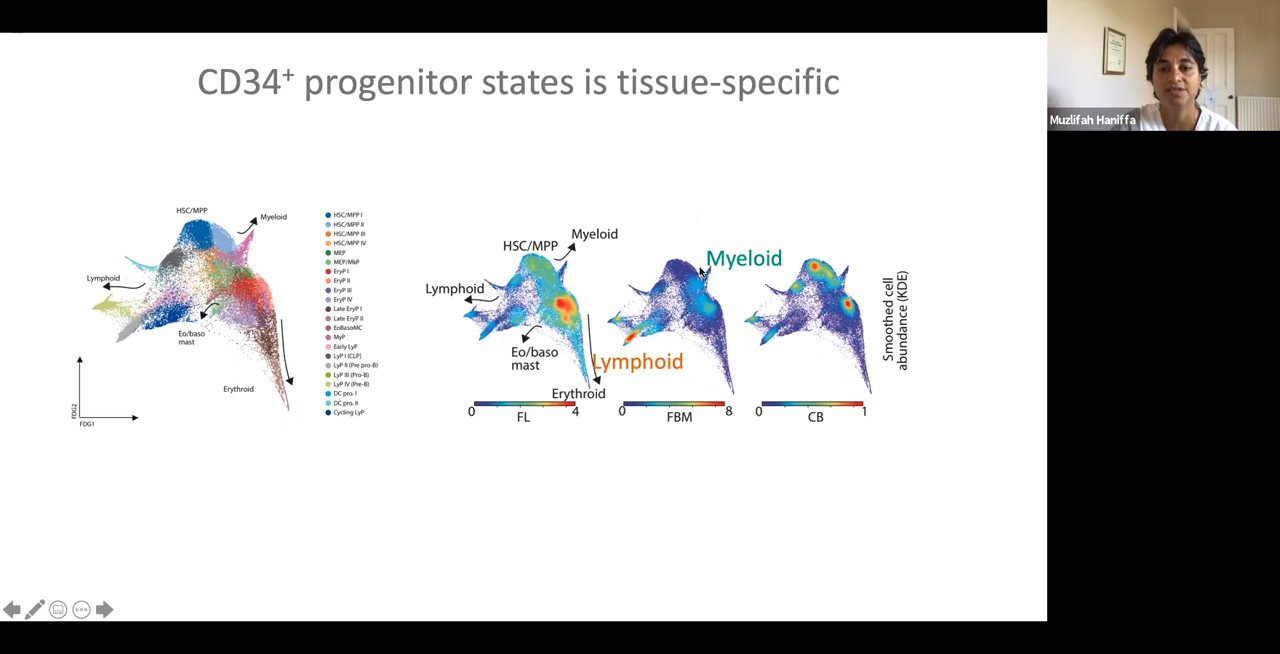 CD34+ progenitor states is tissue-specific
Muzlifah Haniffa
HSC/MPP
Myeloid
Lymphoid
Eo/baso
mast
Erythroid
FDG2
FDG1
HSC/MPP I
HSC/MPP II
HSC/MPP III
HSC/MPP IV
MEP
MEP/MkP
EryP I
EryP II
EryP III
EryP IV
Late EryP I
Late EryP II
EoBasoMC
MyP
Early LyP
LyP I (CLP)
LyP II (Pre pro-B)
LyP III (Pro-B)
LyP IV (Pre-B)
DC pro. I
DC pro. II
Cycling LyP
Myeloid
HSC/MPP
Lymphoid
Eo/baso
mast
Erythroid
0 4
FL
Myeloid
Lymphoid
0 8
FBM
0 1
CB
Smoothed cell
abundance (KDE)